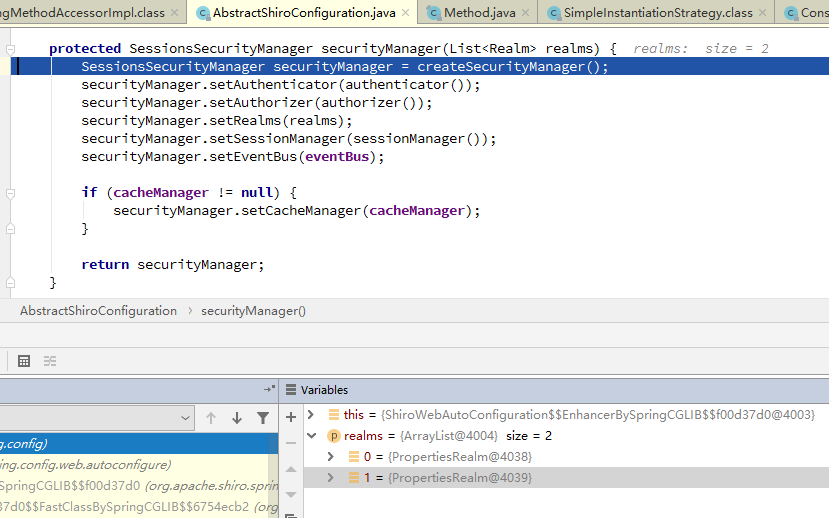 ngMethodAccessorImpl.class × AbstractShiroConfiguration.java × Method.java × SimpleInstantiationStrategy.class × Cons
protected SessionsSecurityManager securityManager(List<Realm> realms) { realms: size = 2
SessionsSecurityManager securityManager = createSecurityManager();
securityManager.setAuthenticator(authenticator());
securityManager.setAuthorizer(authorizer());
securityManager.setRealms(realms);
securityManager.setSessionManager(sessionManager());
securityManager.setEventBus(eventBus);
if (cacheManager != null) {
securityManager.setCacheManager(cacheManager);
}
return securityManager;
}
AbstractShiroConfiguration › securityManager()
Variables
this = {ShiroWebAutoConfiguration$$EnhancerBySpringCGLIB$$f00d37d0@4003}
realms = {ArrayList@4004} size = 2
0 = {PropertiesRealm@4038}
1 = {PropertiesRealm@4039}
g.config)
ing.config.web.autoconfigure)
SpringCGLIB$$f00d37d0 (org.apache.shiro.sprin
37d0$$FastClassBySpringCGLIB$$6754ecb2 (org